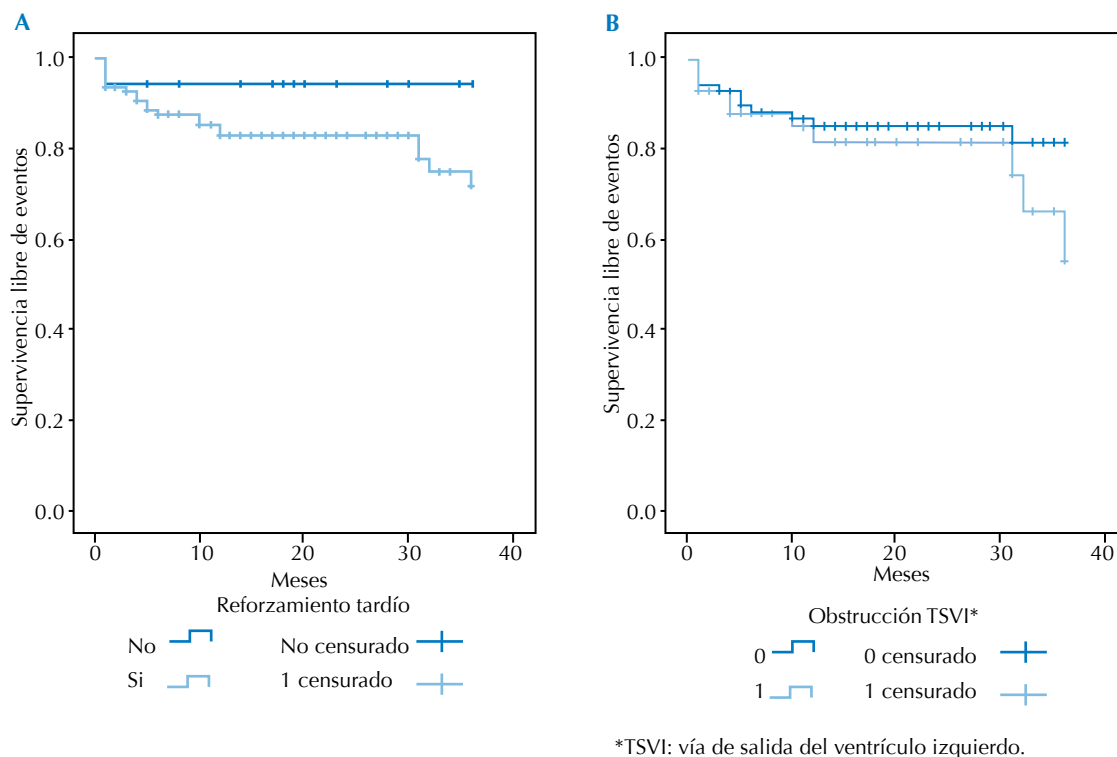 A
Supervivencia libre de eventos
1.0
0.8
0.6
0.4
0.2
0.0
0 10 20 30 40
Meses
Reforzamiento tardío
No No censurado
Si 1 censurado
B
Supervivencia libre de eventos
1.0
0.8
0.6
0.4
0.2
0.0
0 10 20 30 40
Meses
Obstrucción TSVI*
0 0 censurado
1 1 censurado
*TSVI: vía de salida del ventrículo izquierdo.